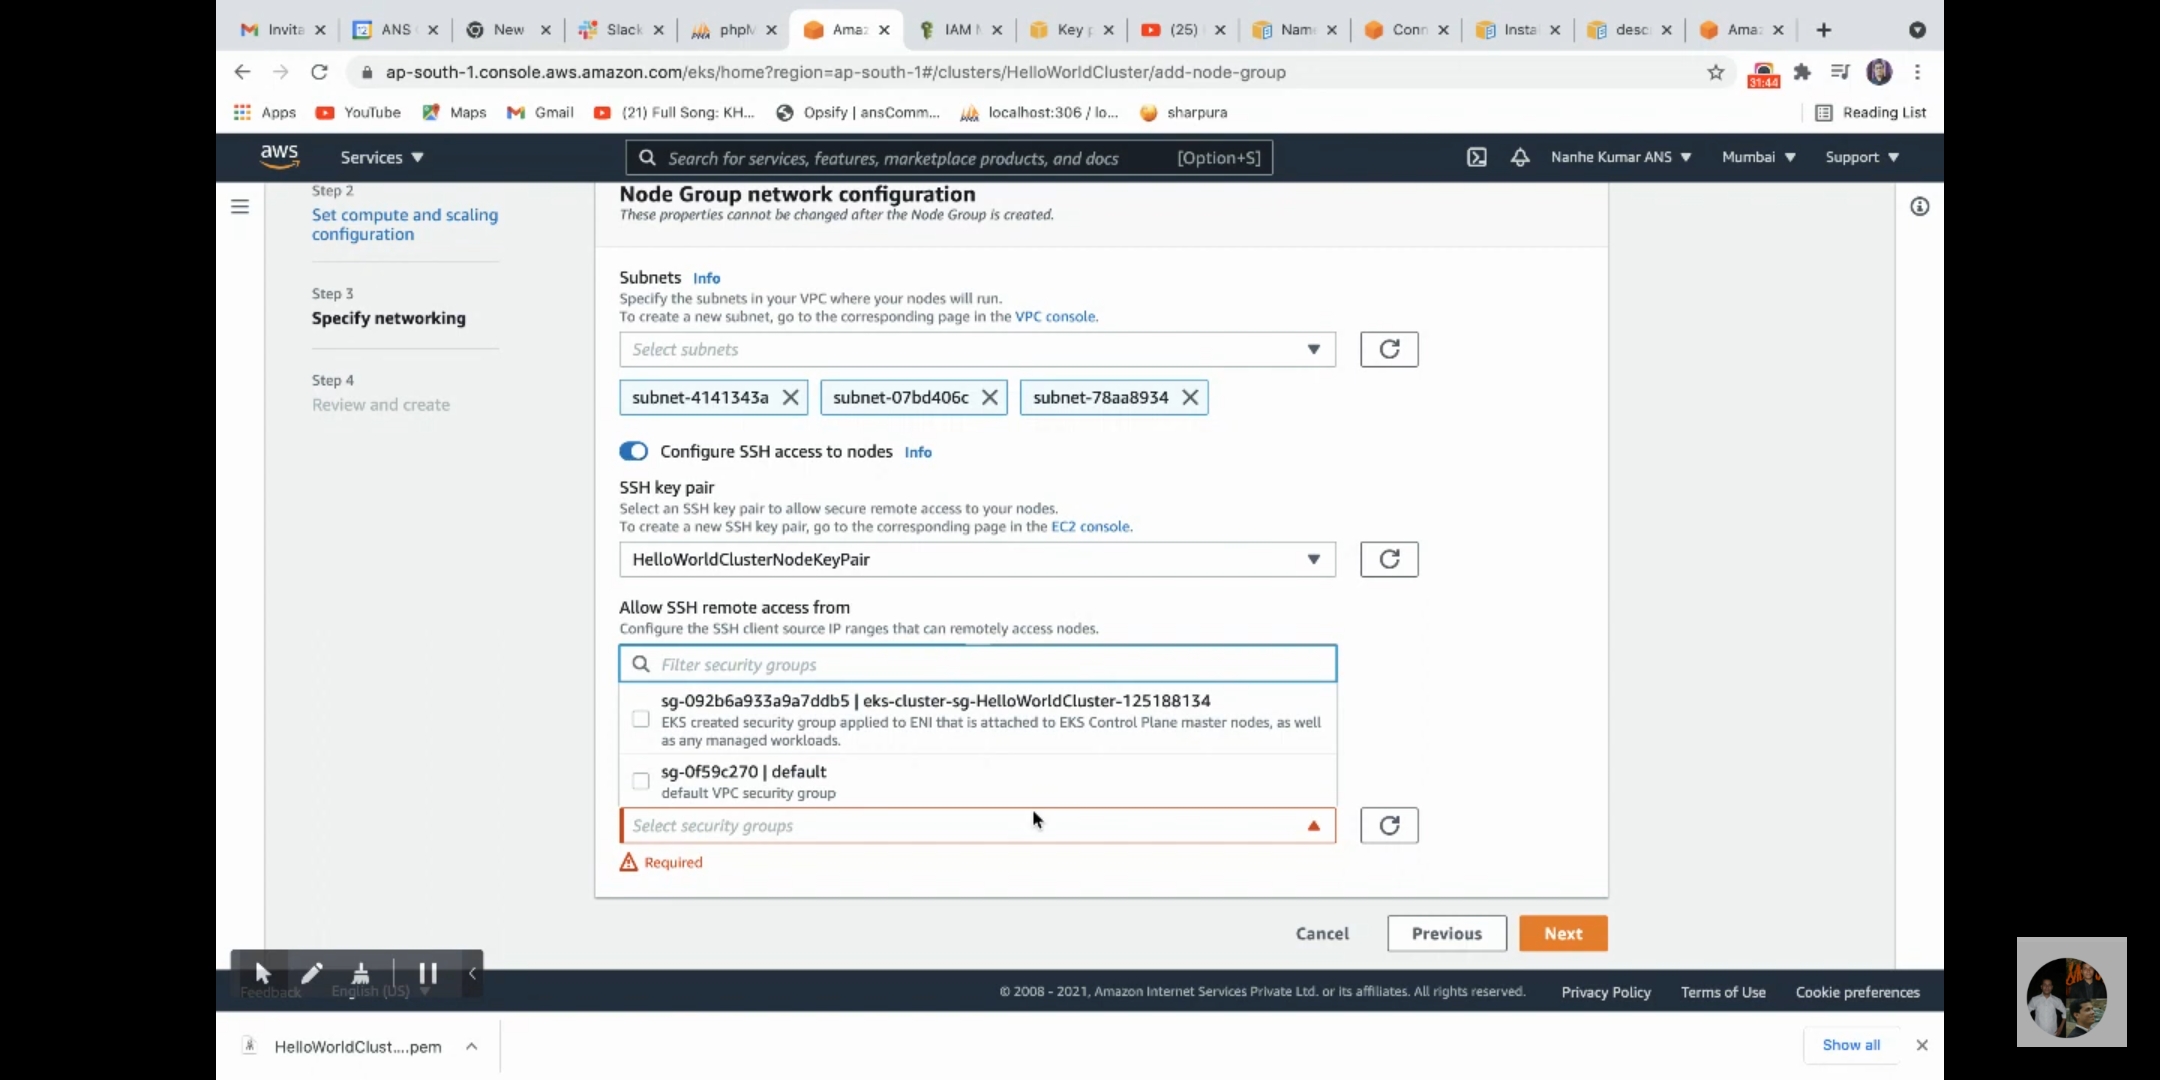 Invita
ANS
New
Slack
phpM
Amaz
IAM M
Key p
(25)
Nam
Conn
Insta
desc
Ama
ap-south-1.console.aws.amazon.com/eks/home?region=ap-south-1#/clusters/HelloWorldCluster/add-node-group
31:44
Apps
YouTube
Maps
Gmail
(21) Full Song: KH...
Opsify | ansComm...
localhost:306 / lo...
sharpura
Reading List
aws
Services
Search for services, features, marketplace products, and docs
[Option+S]
Nanhe Kumar ANS
Mumbai
Support
Step 2
Set compute and scaling
configuration
Step 3
Specify networking
Step 4
Review and create
Node Group network configuration
These properties cannot be changed after the Node Group is created.
Subnets Info
Specify the subnets in your VPC where your nodes will run.
To create a new subnet, go to the corresponding page in the VPC console.
Select subnets
subnet-4141343a
subnet-07bd406c
subnet-78aa8934
Configure SSH access to nodes Info
SSH key pair
Select an SSH key pair to allow secure remote access to your nodes.
To create a new SSH key pair, go to the corresponding page in the EC2 console.
HelloWorldClusterNodeKeyPair
Allow SSH remote access from
Configure the SSH client source IP ranges that can remotely access nodes.
Filter security groups
sg-092b6a933a9a7ddb5 | eks-cluster-sg-HelloWorldCluster-125188134
EKS created security group applied to ENI that is attached to EKS Control Plane master nodes, as well
as any managed workloads.
sg-0f59c270 | default
default VPC security group
Select security groups
Required
Cancel
Previous
Next
Feedback
English (US)
© 2008 - 2021, Amazon Internet Services Private Ltd. or its affiliates. All rights reserved.
Privacy Policy
Terms of Use
Cookie preferences
HelloWorldClust....pem
Show all